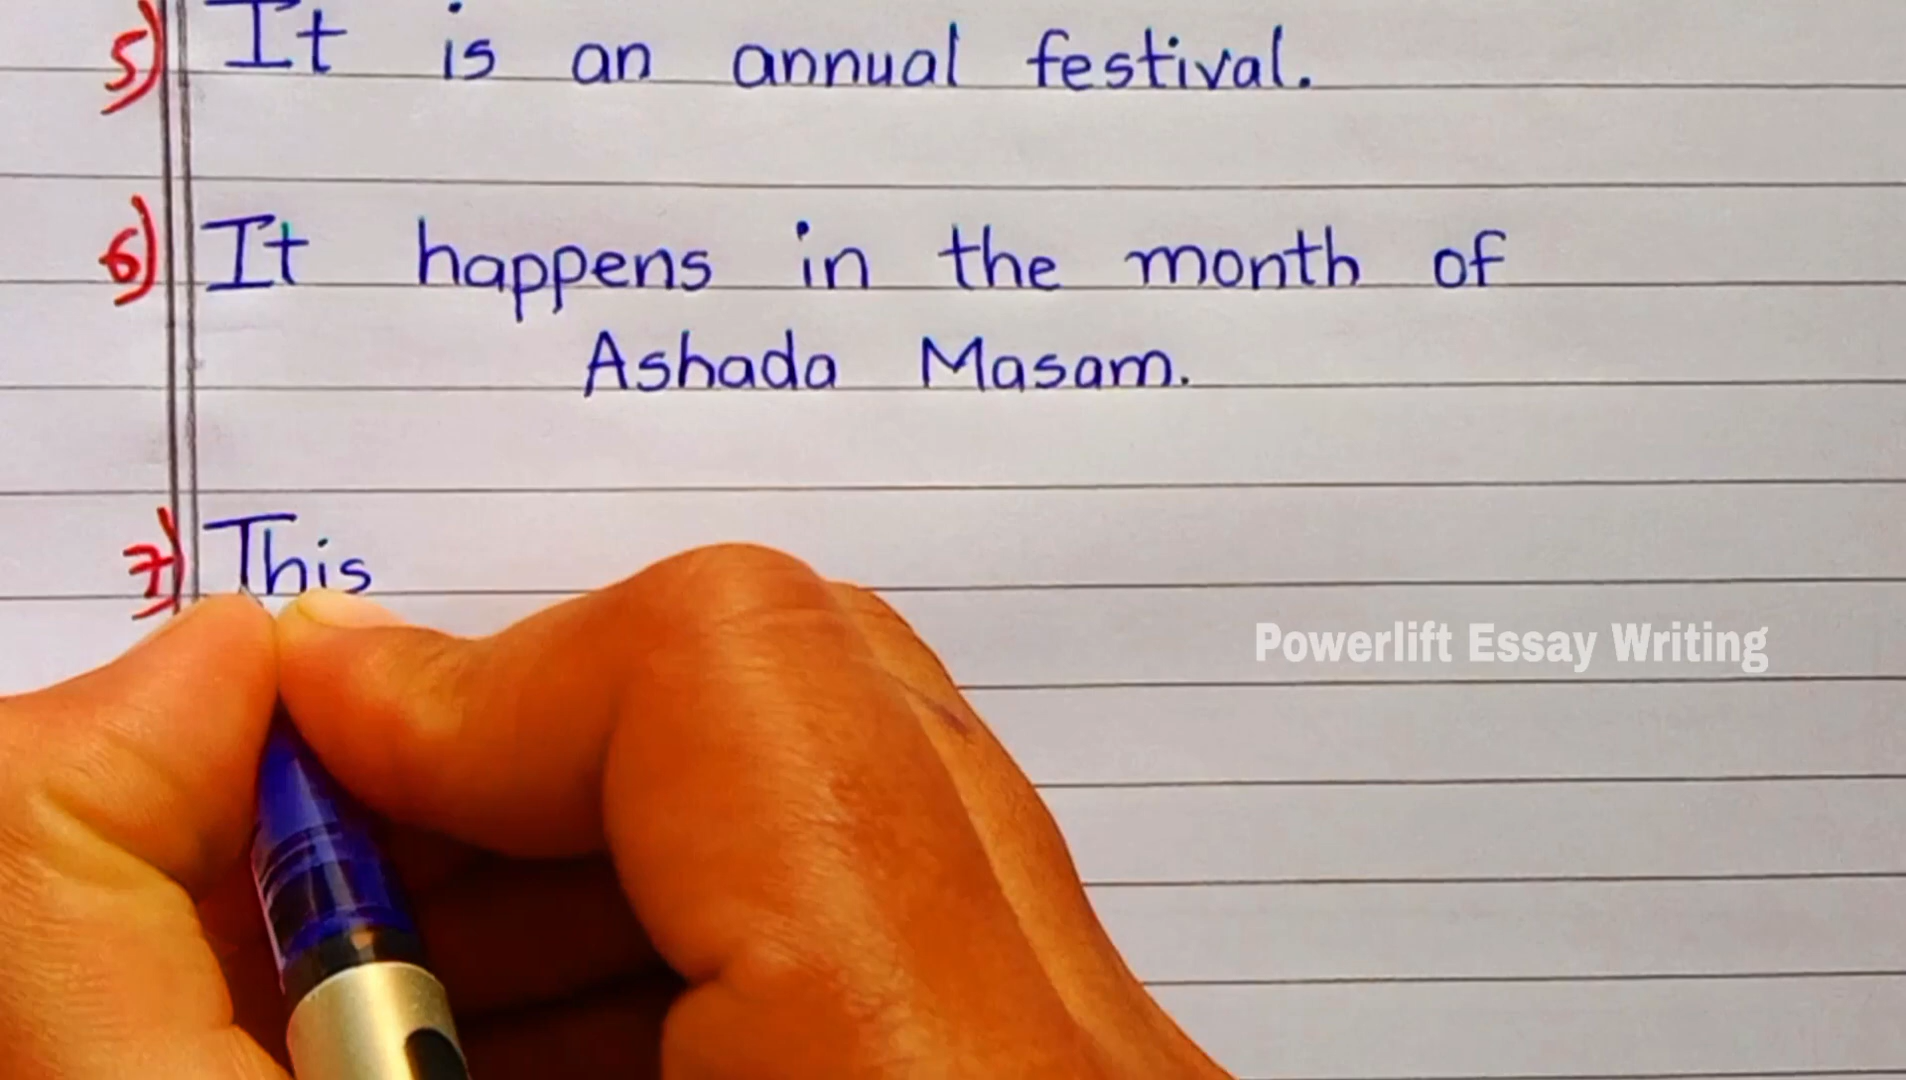 5) It is an annual festival.
6) It happens in the month of
Ashada Masam.
7) This
Powerlift Essay Writing